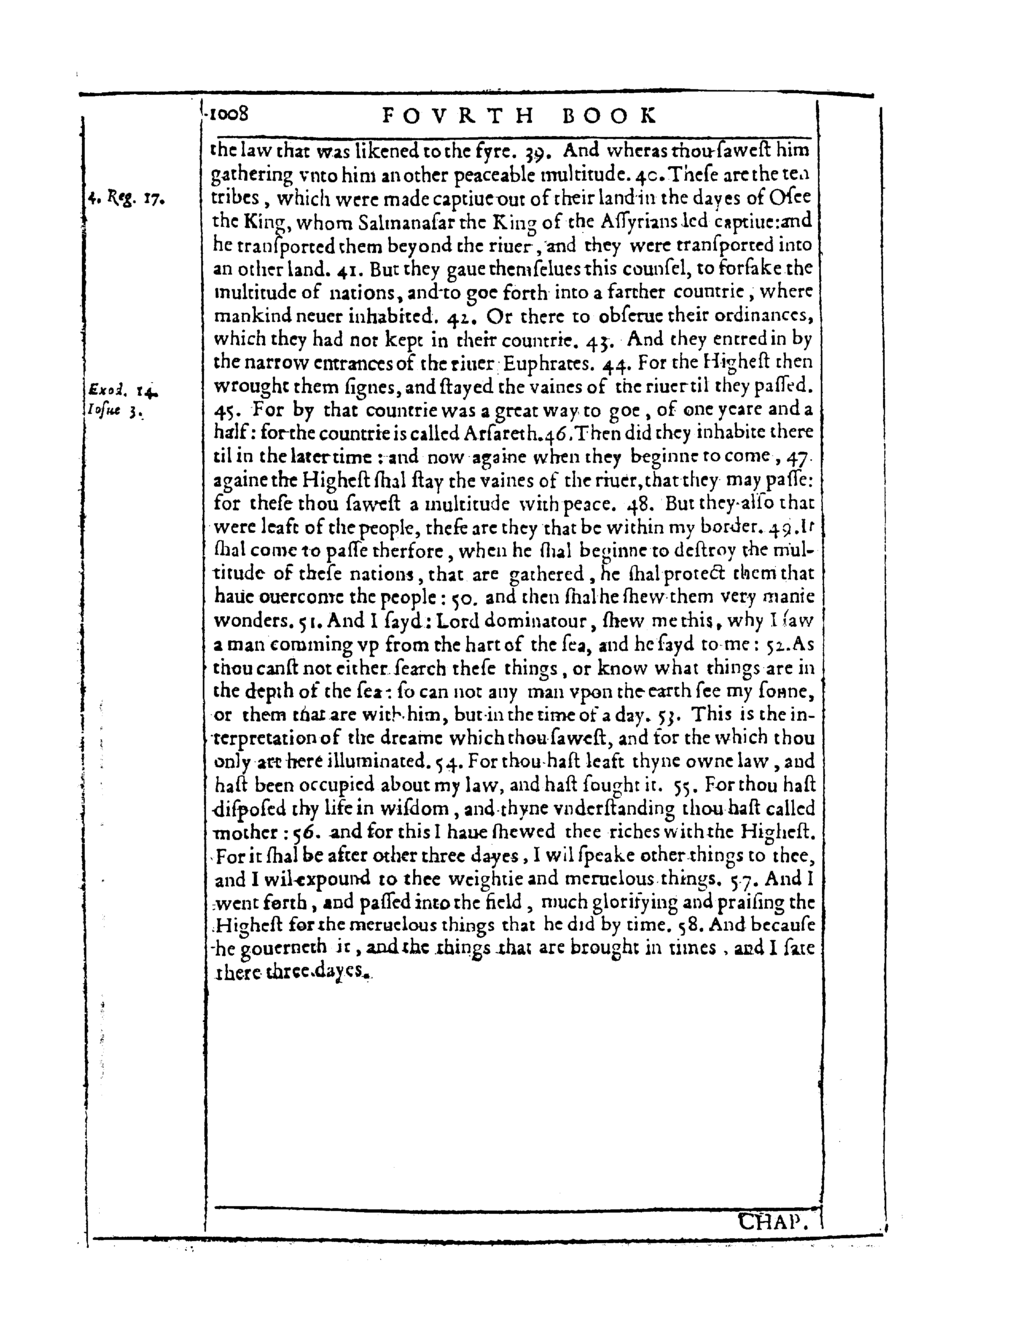 1008 FOVRTH BOOK
the law that was likened to the fyre. 39. And wheras thou saweſt him
gathering vnto him an other peaceable multitude. 40. Theſe are the ten
4. Reg. 17. tribes, which were made captiue out of their land in the dayes of Oſee
the King, whom Salmanaſar the King of the Aſſyrians led captiue: and
he tranſported them beyond the riuer, and they were tranſported into
an other land. 41. But they gaue themſelues this counſel, to forſake the
multitude of nations, and to goe forth into a farther countrie, where
mankind neuer inhabited. 42. Or there to obſerue their ordinances,
which they had not kept in their countrie. 43. And they entred in by
the narrow entrances of the riuer Euphrates. 44. For the Higheſt then
Exod. 14. wrought them ſignes, and ſtayed the vaines of the riuer til they paſſed.
Ioſue 3. 45. For by that countrie was a great way to goe, of one yeare and a
half: for the countrie is called Arſareth. 46. Then did they inhabite there
til in the later time: and now againe when they beginne to come, 47.
againe the Higheſt ſhal ſtay the vaines of the riuer, that they may paſſe:
for theſe thou ſaweſt a multitude with peace. 48. But they alſo that
were leaft of the people, theſe are they that be within my border. 49. It
ſhal come to paſſe therfore, when he ſhal beginne to deſtroy the mul-
titude of theſe nations, that are gathered, he ſhal protect them that
haue ouercome the people: 50. and then ſhal he ſhew them very manie
wonders. 51. And I ſayd: Lord dominatour, ſhew me this, why I ſaw
a man comming vp from the hart of the ſea, and he ſayd to me: 52. As
thou canſt not either ſearch theſe things, or know what things are in
the depth of the ſea: ſo can not any man vpon the earth ſee my ſonne,
or them that are with him, but in the time of a day. 53. This is the in-
terpretation of the dreame which thou ſaweſt, and for the which thou
only art here illuminated. 54. For thou haſt leaft thyne owne law, and
haſt been occupied about my law, and haſt ſought it. 55. For thou haſt
diſpoſed thy life in wiſdom, and thyne vnderſtanding thou haſt called
mother: 56. and for this I haue ſhewed thee riches with the Higheſt.
For it ſhal be after other three dayes, I wil ſpeake other things to thee,
and I wil expound to thee weightie and meruelous things. 57. And I
went forth, and paſſed into the field, much glorifying and praiſing the
Higheſt for the meruelous things that he did by time. 58. And becauſe
he gouerneth it, and the things that are brought in times, and I ſate
there three dayes.
CHAP.